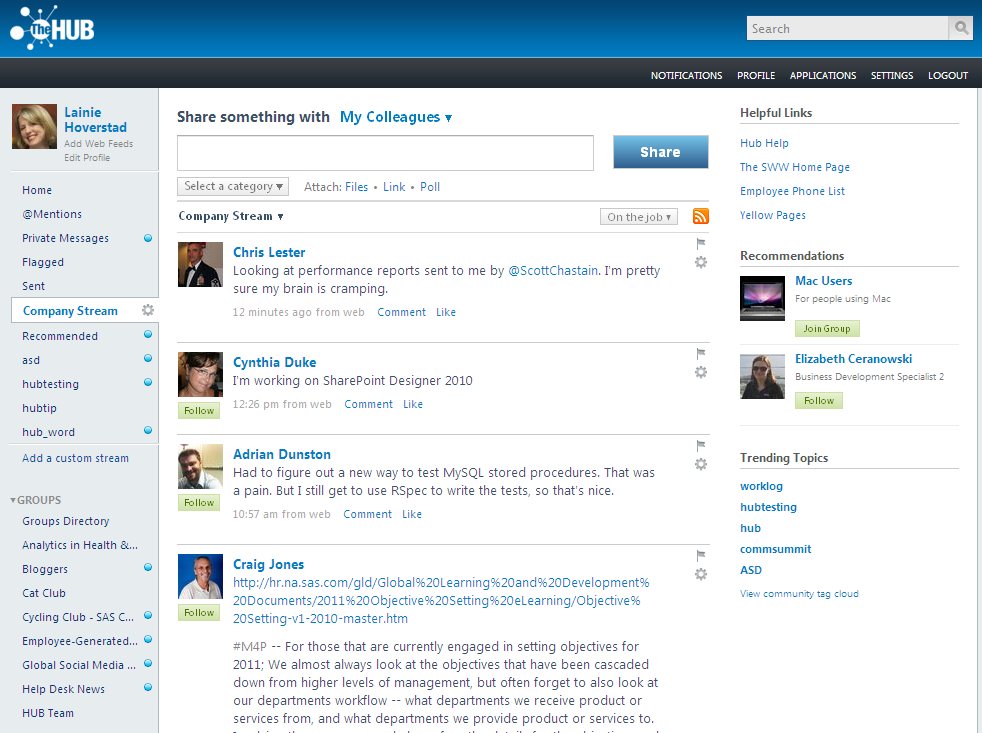 The HUB
Search
NOTIFICATIONS PROFILE APPLICATIONS SETTINGS LOGOUT
Lainie
Hoverstad
Add Web Feeds
Edit Profile
Home
@Mentions
Private Messages
Flagged
Sent
Company Stream
Recommended
asd
hubtesting
hubtip
hub_word
Add a custom stream
GROUPS
Groups Directory
Analytics in Health &...
Bloggers
Cat Club
Cycling Club - SAS C...
Employee-Generated...
Global Social Media ...
Help Desk News
HUB Team
Share something with My Colleagues ▾
Share
Select a category ▾ Attach: Files • Link • Poll
Company Stream ▾ On the job ▾
Chris Lester
Looking at performance reports sent to me by @ScottChastain. I'm pretty
sure my brain is cramping.
12 minutes ago from web Comment Like
Cynthia Duke
I'm working on SharePoint Designer 2010
12:26 pm from web Comment Like
Follow
Adrian Dunston
Had to figure out a new way to test MySQL stored procedures. That was
a pain. But I still get to use RSpec to write the tests, so that's nice.
Follow
10:57 am from web Comment Like
Craig Jones
http://hr.na.sas.com/gld/Global%20Learning%20and%20Development%
20Documents/2011%20Objective%20Setting%20eLearning/Objective%
20Setting-v1-2010-master.htm
Follow
#M4P -- For those that are currently engaged in setting objectives for
2011; We almost always look at the objectives that have been cascaded
down from higher levels of management, but often forget to also look at
our departments workflow -- what departments we receive product or
services from, and what departments we provide product or services to.
Helpful Links
Hub Help
The SWW Home Page
Employee Phone List
Yellow Pages
Recommendations
Mac Users
For people using Mac
Join Group
Elizabeth Ceranowski
Business Development Specialist 2
Follow
Trending Topics
worklog
hubtesting
hub
commsummit
ASD
View community tag cloud